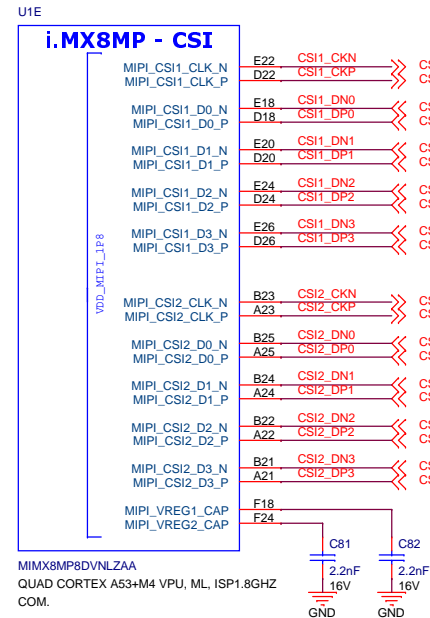 U1E
i.MX8MP - CSI
MIPI_CSI1_CLK_N E22 CSI1_CKN
MIPI_CSI1_CLK_P D22 CSI1_CKP
MIPI_CSI1_D0_N E18 CSI1_DN0
MIPI_CSI1_D0_P D18 CSI1_DP0
MIPI_CSI1_D1_N E20 CSI1_DN1
MIPI_CSI1_D1_P D20 CSI1_DP1
MIPI_CSI1_D2_N E24 CSI1_DN2
MIPI_CSI1_D2_P D24 CSI1_DP2
MIPI_CSI1_D3_N E26 CSI1_DN3
MIPI_CSI1_D3_P D26 CSI1_DP3
VDD_MIPI_1P8
MIPI_CSI2_CLK_N B23 CSI2_CKN
MIPI_CSI2_CLK_P A23 CSI2_CKP
MIPI_CSI2_D0_N B25 CSI2_DN0
MIPI_CSI2_D0_P A25 CSI2_DP0
MIPI_CSI2_D1_N B24 CSI2_DN1
MIPI_CSI2_D1_P A24 CSI2_DP1
MIPI_CSI2_D2_N B22 CSI2_DN2
MIPI_CSI2_D2_P A22 CSI2_DP2
MIPI_CSI2_D3_N B21 CSI2_DN3
MIPI_CSI2_D3_P A21 CSI2_DP3
MIPI_VREG1_CAP F18
MIPI_VREG2_CAP F24
C81 C82
2.2nF 2.2nF
16V 16V
GND GND
MIMX8MP8DVNLZAA
QUAD CORTEX A53+M4 VPU, ML, ISP1.8GHZ
COM.